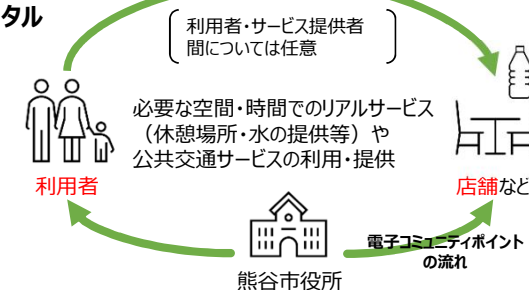 タル
利用者・サービス提供者
間については任意
必要な空間・時間でのリアルサービス
（休憩場所・水の提供等）や
公共交通サービスの利用・提供
利用者
店舗など
電子コミュニティポイント
の流れ
熊谷市役所